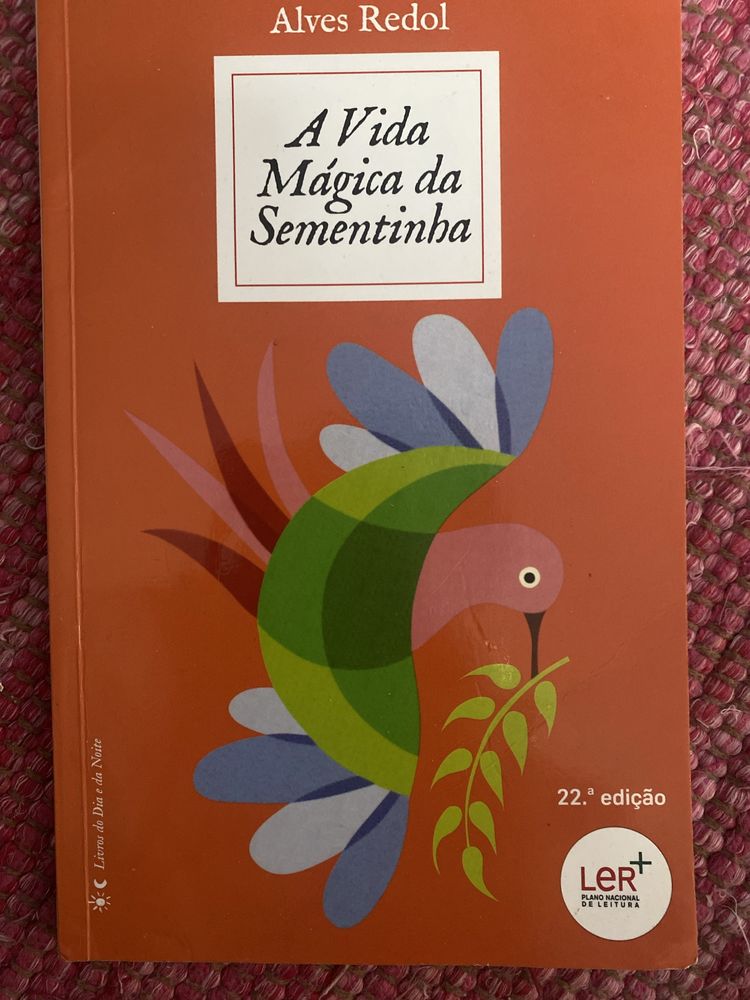 Alves Redol
A Vida
Mágica da
Sementinha
Livros do Dia e da Noite
22.ª edição
LeR+
PLANO NACIONAL
DE LEITURA